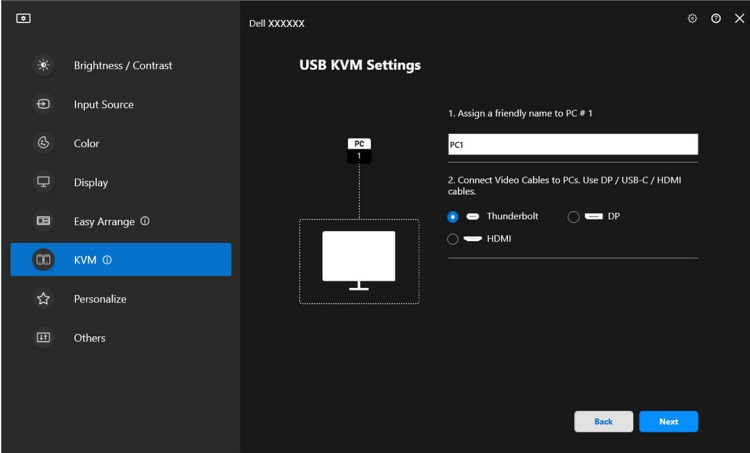 Dell XXXXXX
Brightness / Contrast
Input Source
Color
Display
Easy Arrange
KVM
Personalize
Others
USB KVM Settings
PC
1
1. Assign a friendly name to PC # 1
PC1
2. Connect Video Cables to PCs. Use DP / USB-C / HDMI
cables.
Thunderbolt
DP
HDMI
Back
Next